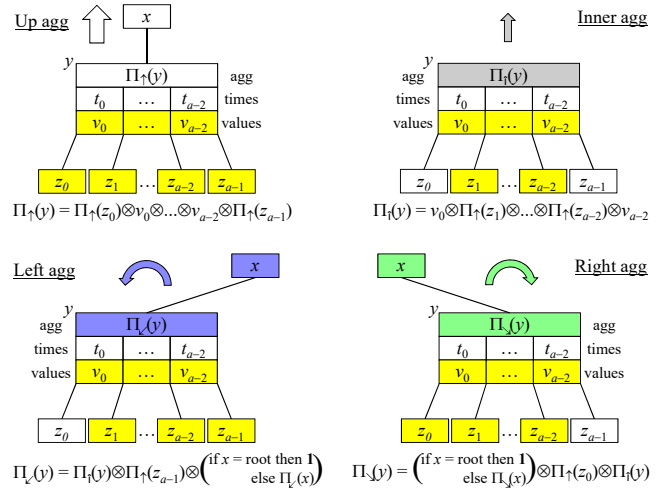 Up agg
x
y
Π↑(y)
agg
t0 … ta−2
times
v0 … va−2
values
z0 z1 … za−2 za−1
Π↑(y) = Π↑(z0)⊗v0⊗...⊗va−2⊗Π↑(za−1)
Inner agg
y
Π⇡(y)
agg
t0 … ta−2
times
v0 … va−2
values
z0 z1 … za−2 za−1
Π⇡(y) = v0⊗Π↑(z1)⊗...⊗Π↑(za−2)⊗va−2
Left agg
x
y
agg
Π↙(y)
times
t0 … ta−2
values
v0 … va−2
z0 z1 … za−2 za−1
Π↙(y) = Π⇡(y)⊗Π↑(za−1)⊗(if x = root then 1
else Π↙(x))
x
Right agg
y
Π↘(y)
agg
t0 … ta−2
times
v0 … va−2
values
z0 z1 … za−2 za−1
Π↘(y) = (if x = root then 1
else Π↘(x))⊗Π↑(z0)⊗Π⇡(y)